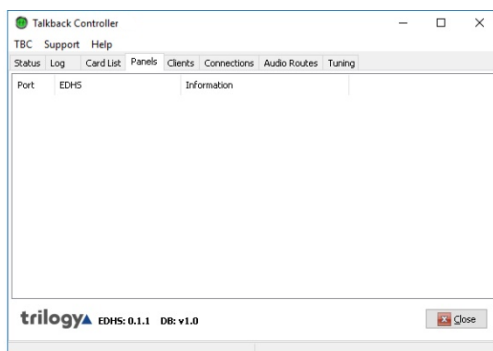 Talkback Controller
TBC Support Help
Status Log Card List Panels Clients Connections Audio Routes Tuning
Port EDHS Information
trilogy EDHS: 0.1.1 DB: v1.0 Close